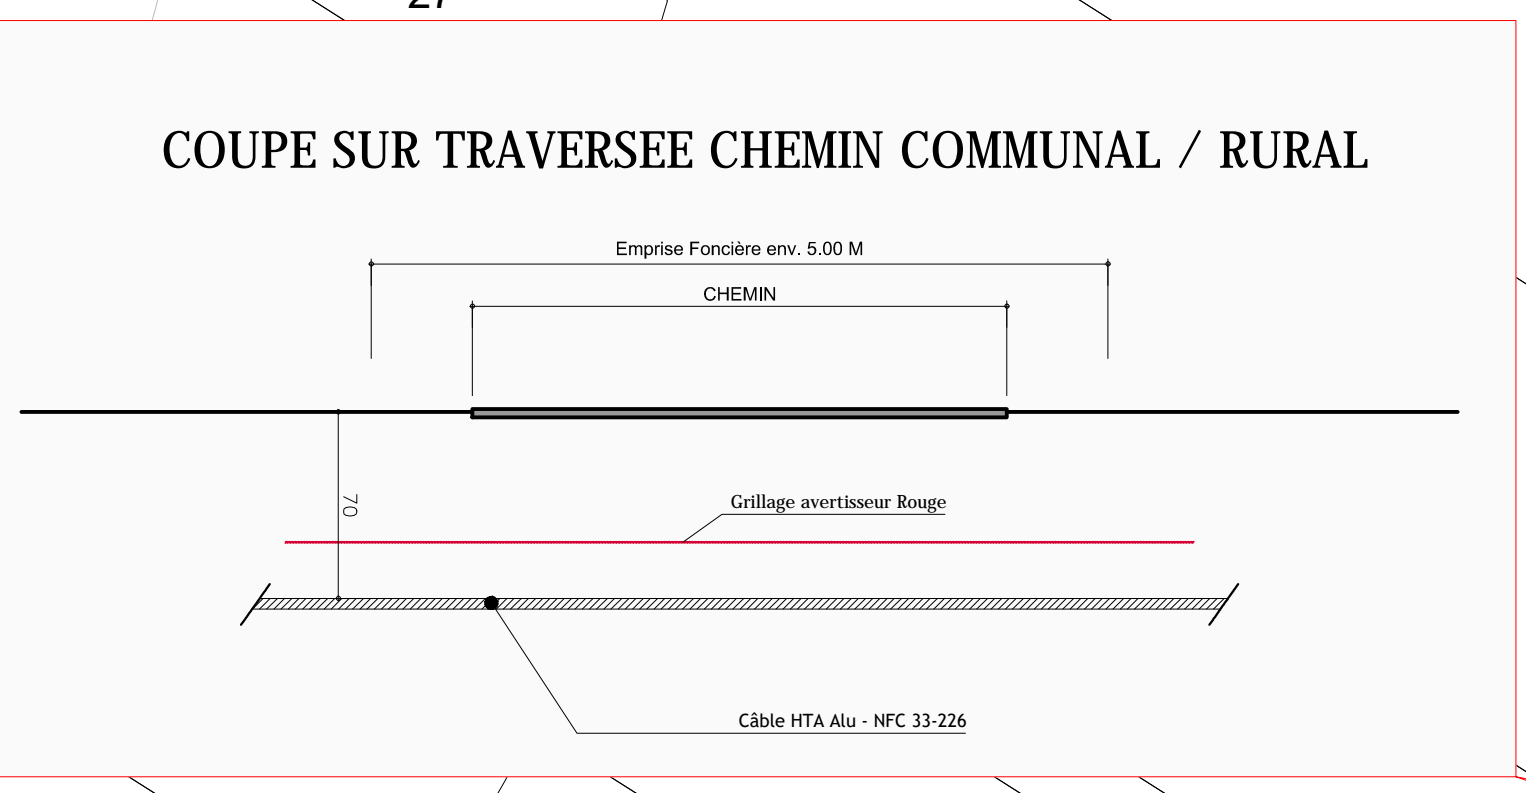 27
COUPE SUR TRAVERSEE CHEMIN COMMUNAL / RURAL
Emprise Foncière env. 5.00 M
CHEMIN
70
Grillage avertisseur Rouge
Câble HTA Alu - NFC 33-226